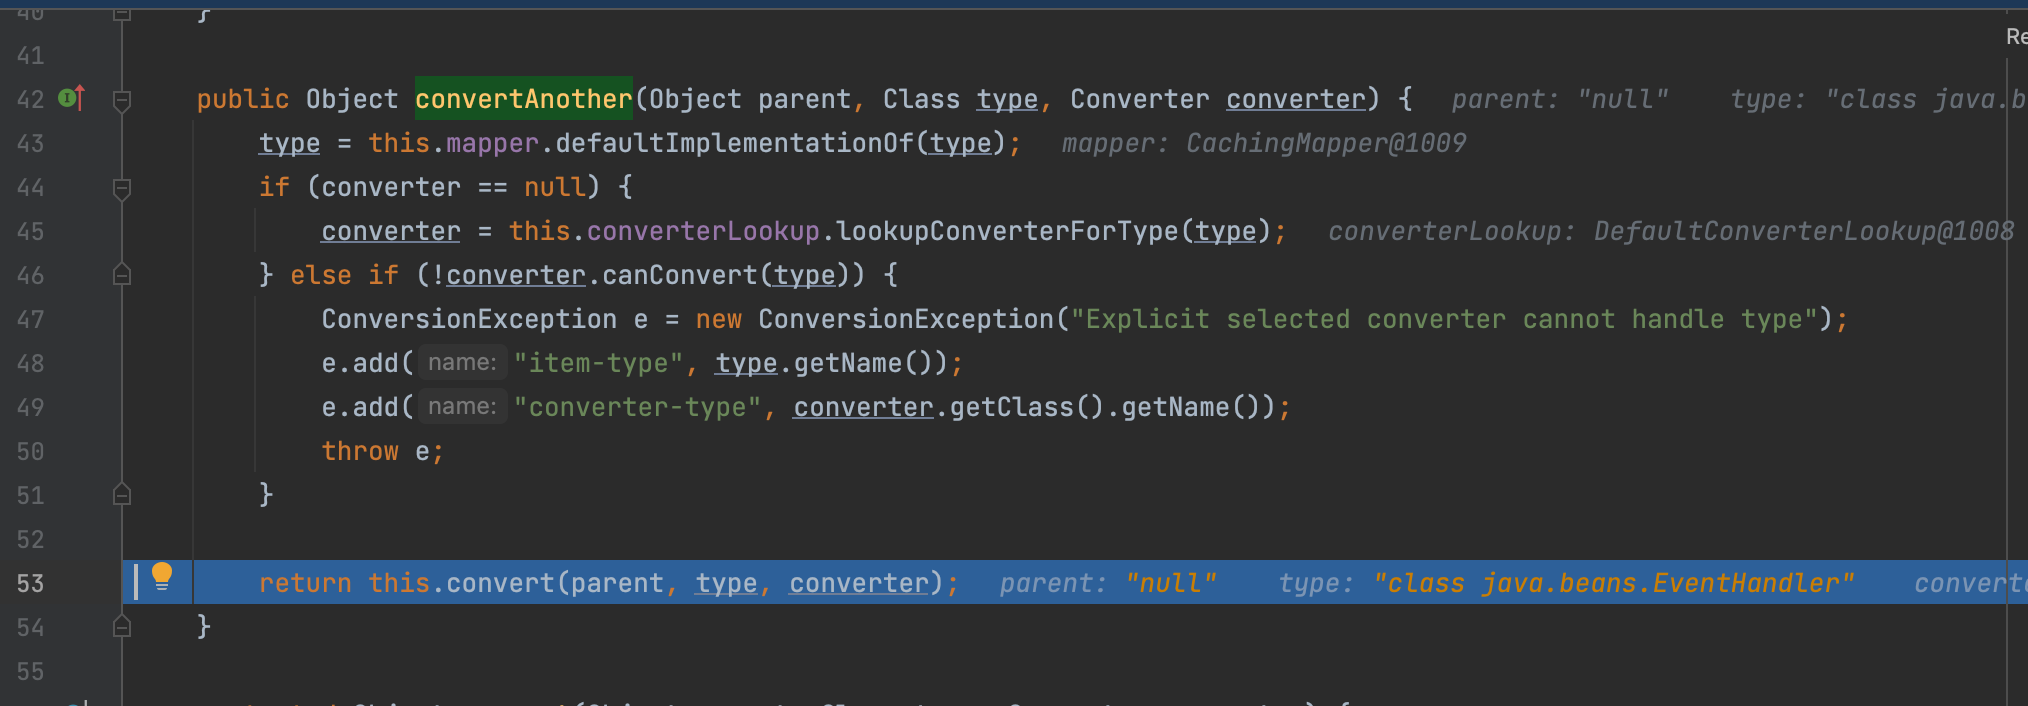 40 }
41
Re
42 public Object convertAnother(Object parent, Class type, Converter converter) { parent: "null" type: "class java.b
43 type = this.mapper.defaultImplementationOf(type); mapper: CachingMapper@1009
44 if (converter == null) {
45 converter = this.converterLookup.lookupConverterForType(type); converterLookup: DefaultConverterLookup@1008
46 } else if (!converter.canConvert(type)) {
47 ConversionException e = new ConversionException("Explicit selected converter cannot handle type");
48 e.add( name: "item-type", type.getName());
49 e.add( name: "converter-type", converter.getClass().getName());
50 throw e;
51 }
52
53 return this.convert(parent, type, converter); parent: "null" type: "class java.beans.EventHandler" converte
54 }
55